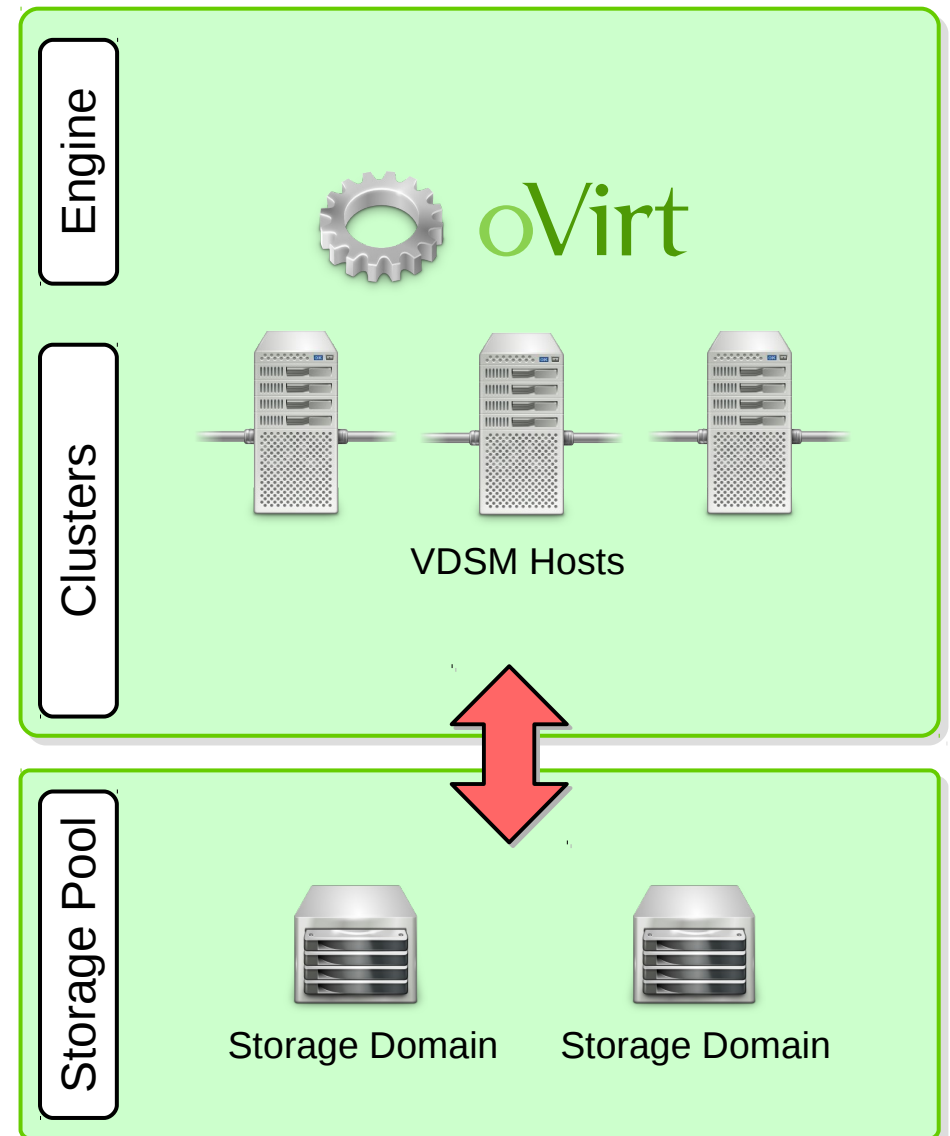 Engine
oVirt
Clusters
VDSM Hosts
Storage Pool
Storage Domain
Storage Domain